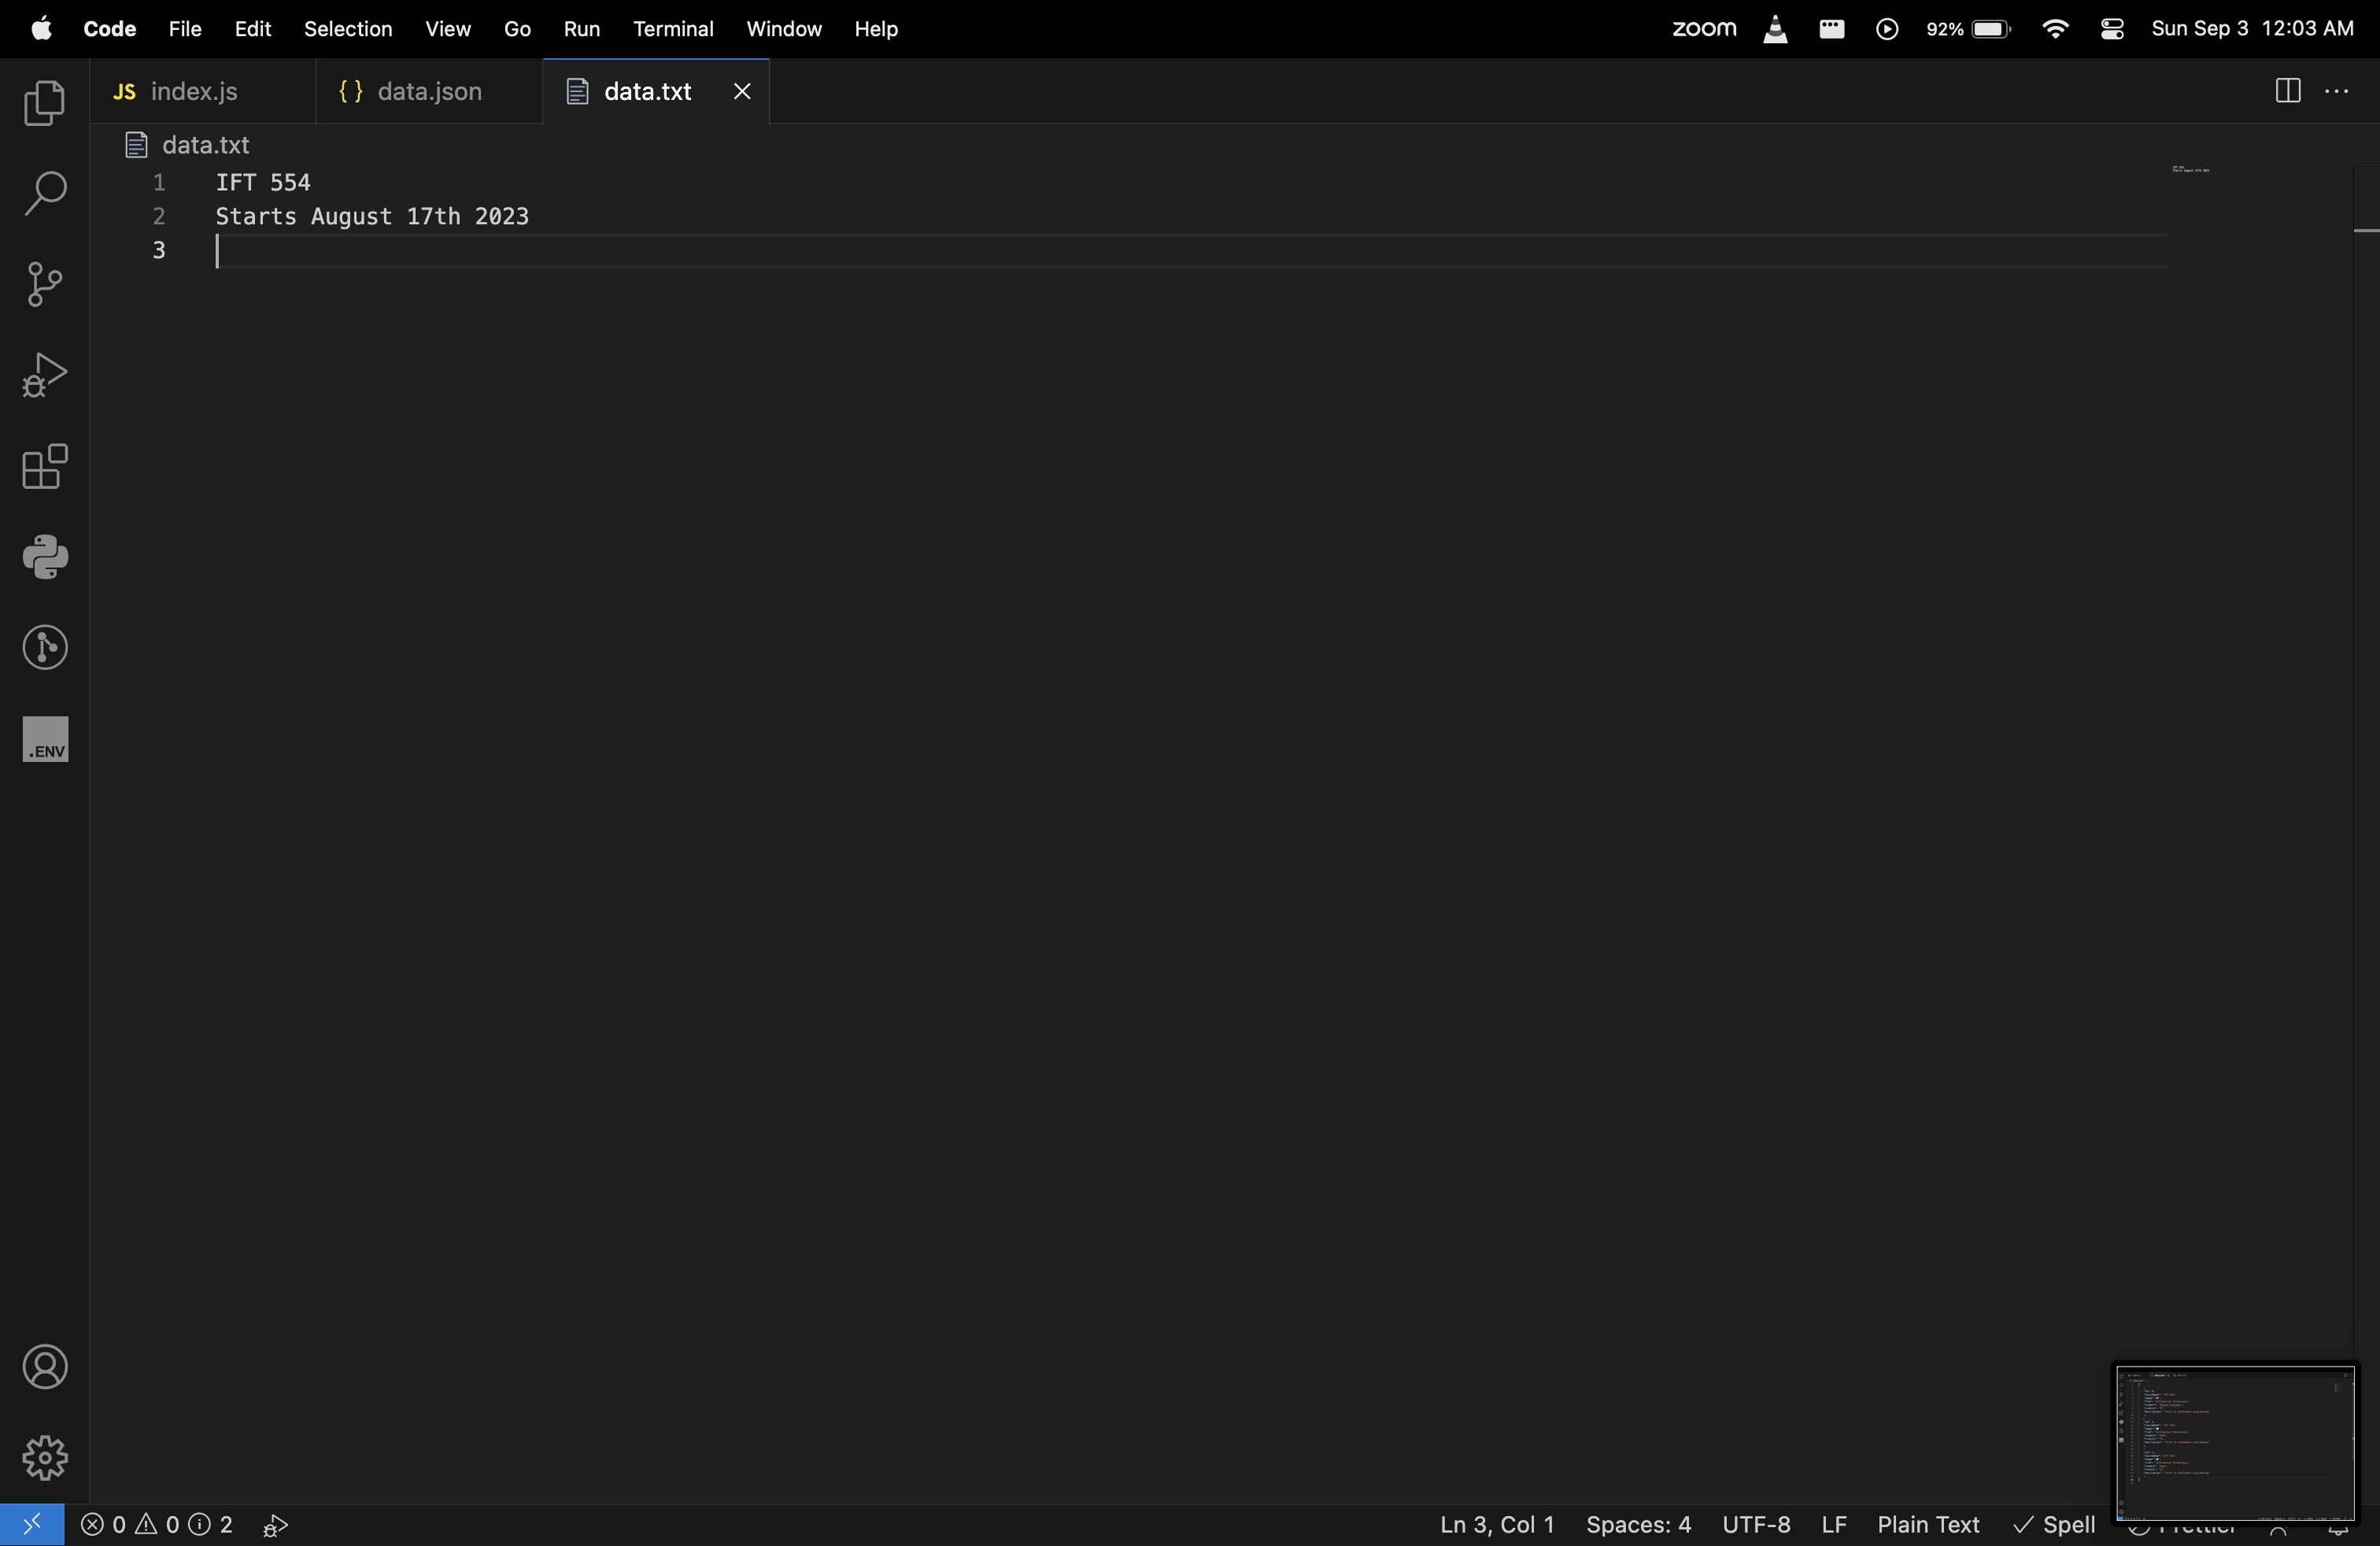 Code File Edit Selection View Go Run Terminal Window Help zoom 92% Sun Sep 3 12:03 AM
JS index.js { } data.json data.txt
data.txt
1 IFT 554
2 Starts August 17th 2023
3
.ENV
0 0 2 Ln 3, Col 1 Spaces: 4 UTF-8 LF Plain Text Spell Prettier